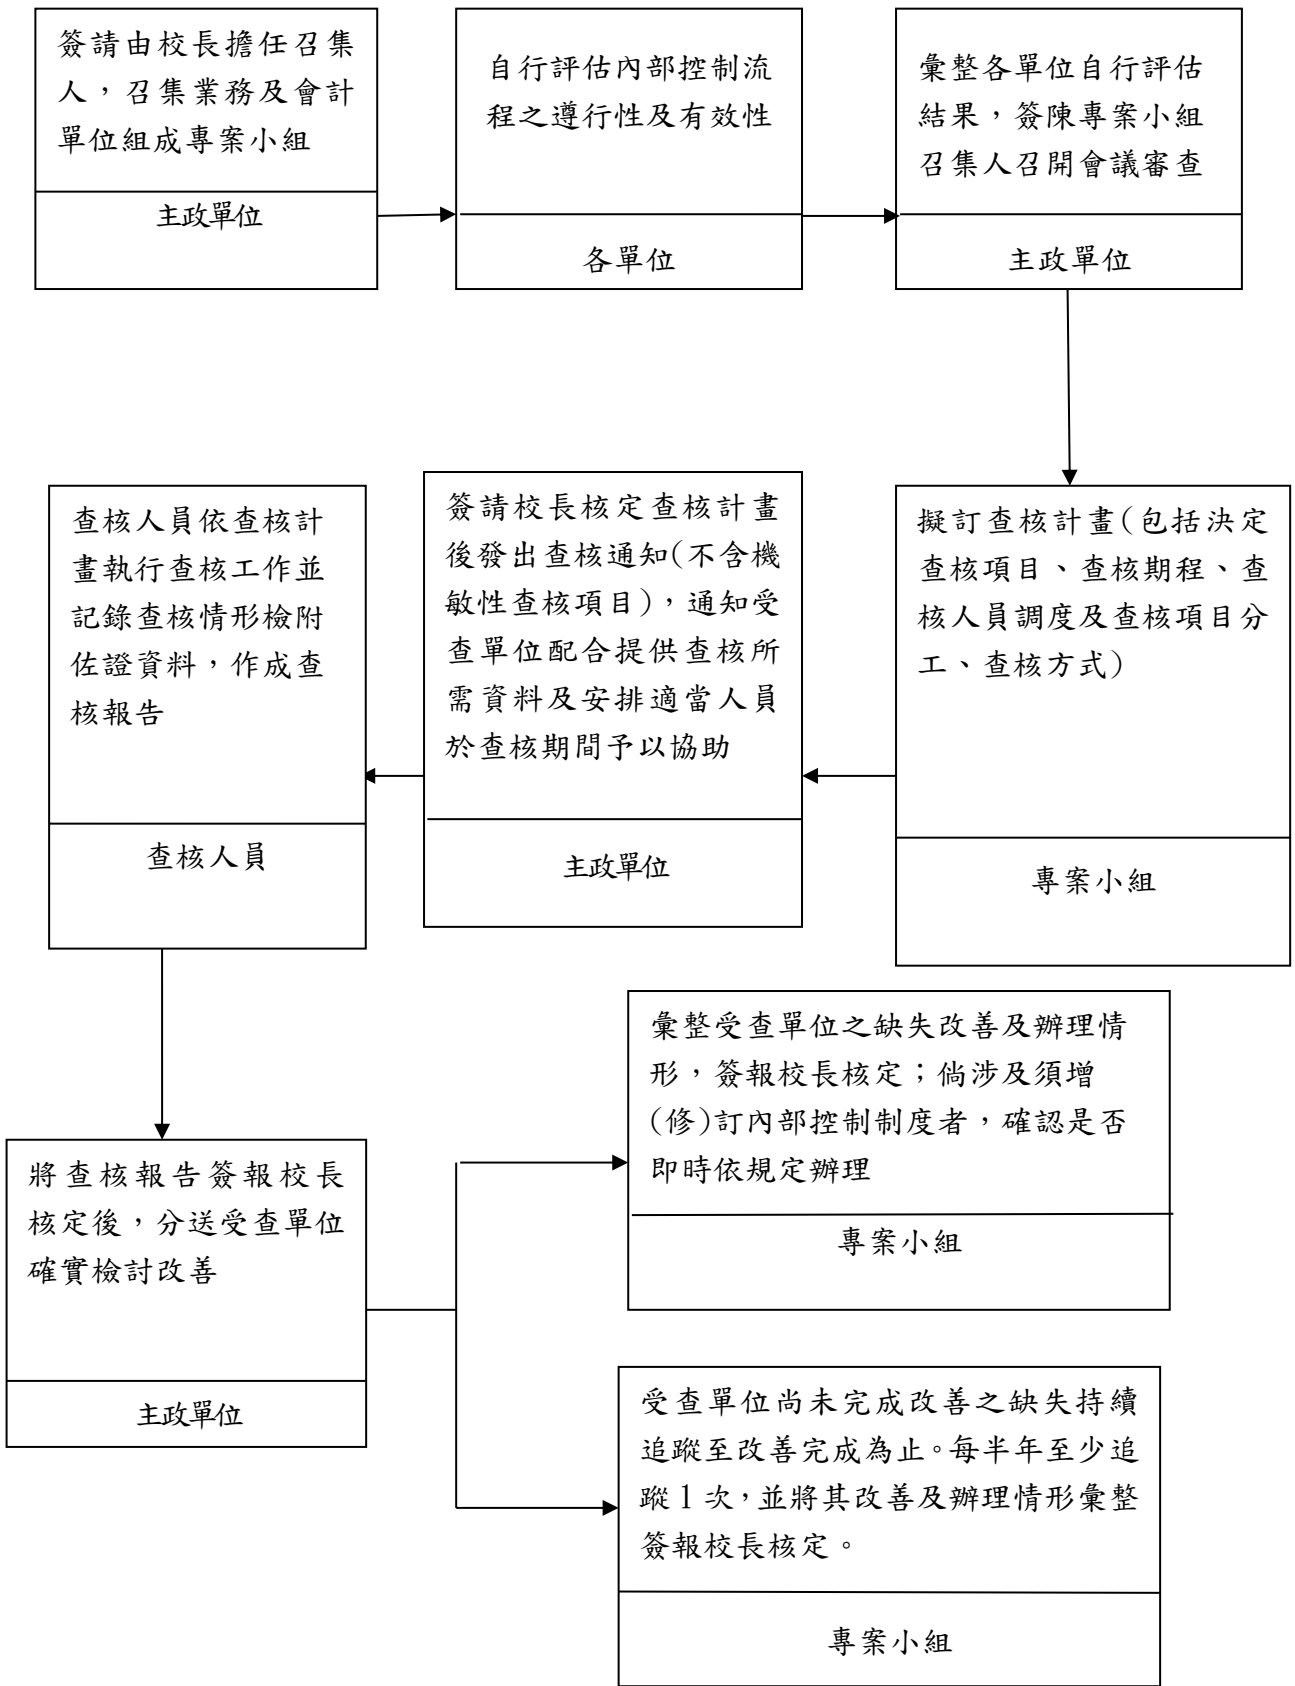 簽請由校長擔任召集
人，召集業務及會計
單位組成專案小組
主政單位
自行評估內部控制流
程之遵行性及有效性
各單位
彙整各單位自行評估
結果，簽陳專案小組
召集人召開會議審查
主政單位
擬訂查核計畫(包括決定
查核項目、查核期程、查
核人員調度及查核項目分
工、查核方式)
專案小組
簽請校長核定查核計畫
後發出查核通知(不含機
敏性查核項目)，通知受
查單位配合提供查核所
需資料及安排適當人員
於查核期間予以協助
主政單位
查核人員依查核計
畫執行查核工作並
記錄查核情形檢附
佐證資料，作成查
核報告
查核人員
將查核報告簽報校長
核定後，分送受查單位
確實檢討改善
主政單位
彙整受查單位之缺失改善及辦理情
形，簽報校長核定；倘涉及須增
(修)訂內部控制制度者，確認是否
即時依規定辦理
專案小組
受查單位尚未完成改善之缺失持續
追蹤至改善完成為止。每半年至少追
蹤1次，並將其改善及辦理情形彙整
簽報校長核定。
專案小組